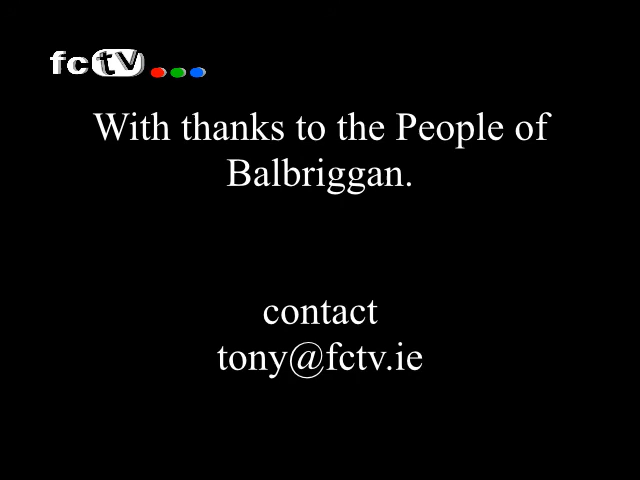 fctv
With thanks to the People of
Balbriggan.
contact
tony@fctv.ie